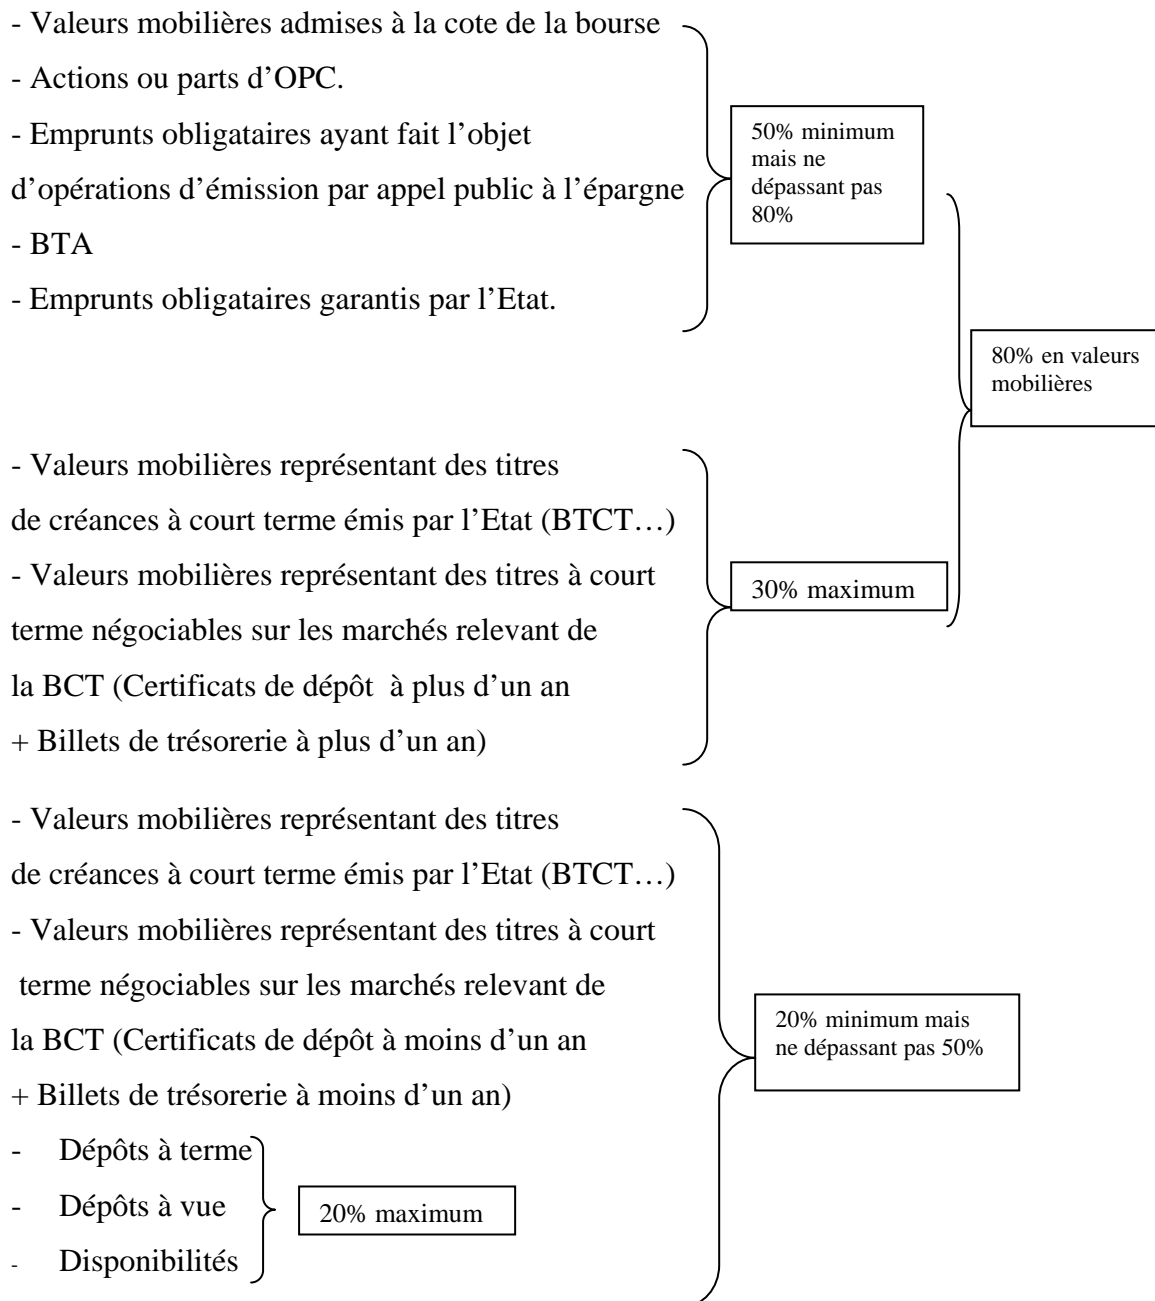 - Valeurs mobilières admises à la cote de la bourse
- Actions ou parts d’OPC.
- Emprunts obligataires ayant fait l’objet
d’opérations d’émission par appel public à l’épargne
- BTA
- Emprunts obligataires garantis par l’Etat.
50% minimum
mais ne
dépassant pas
80%
80% en valeurs
mobilières
- Valeurs mobilières représentant des titres
de créances à court terme émis par l’Etat (BTCT…)
- Valeurs mobilières représentant des titres à court
terme négociables sur les marchés relevant de
la BCT (Certificats de dépôt à plus d’un an
+ Billets de trésorerie à plus d’un an)
30% maximum
- Valeurs mobilières représentant des titres
de créances à court terme émis par l’Etat (BTCT…)
- Valeurs mobilières représentant des titres à court
terme négociables sur les marchés relevant de
la BCT (Certificats de dépôt à moins d’un an
+ Billets de trésorerie à moins d’un an)
- Dépôts à terme
- Dépôts à vue
- Disponibilités
20% maximum
20% minimum mais
ne dépassant pas 50%